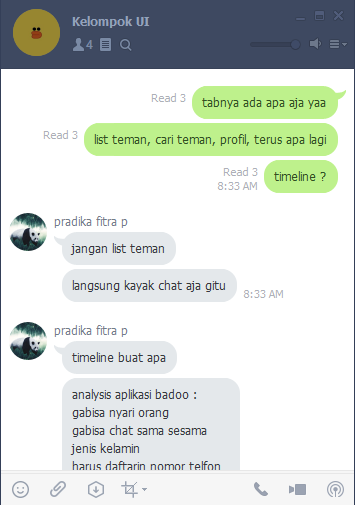 Kelompok UI
4
Read 3
tabnya ada apa aja yaa
Read 3
list teman, cari teman, profil, terus apa lagi
Read 3
8:33 AM
timeline ?
pradika fitra p
jangan list teman
langsung kayak chat aja gitu
8:33 AM
pradika fitra p
timeline buat apa
analysis aplikasi badoo :
gabisa nyari orang
gabisa chat sama sesama
jenis kelamin
harus daftarin nomor telfon